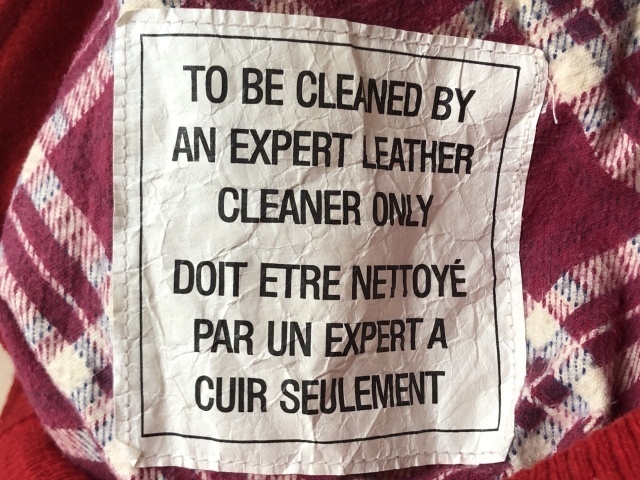 TO BE CLEANED BY
AN EXPERT LEATHER
CLEANER ONLY
DOIT ETRE NETTOYÉ
PAR UN EXPERT A
CUIR SEULEMENT